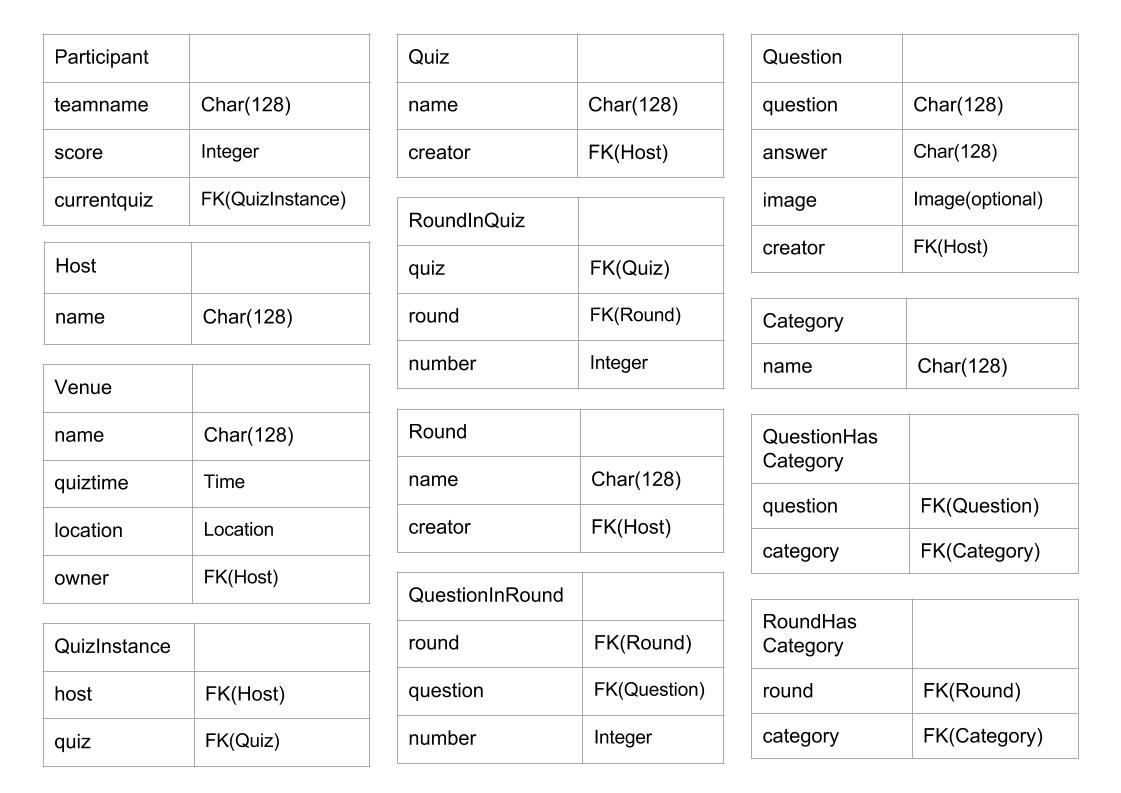 Participant
teamname Char(128)
score Integer
currentquiz FK(QuizInstance)
Host
name Char(128)
Venue
name Char(128)
quiztime Time
location Location
owner FK(Host)
QuizInstance
host FK(Host)
quiz FK(Quiz)
Quiz
name Char(128)
creator FK(Host)
RoundInQuiz
quiz FK(Quiz)
round FK(Round)
number Integer
Round
name Char(128)
creator FK(Host)
QuestionInRound
round FK(Round)
question FK(Question)
number Integer
Question
question Char(128)
answer Char(128)
image Image(optional)
creator FK(Host)
Category
name Char(128)
QuestionHas
Category
question FK(Question)
category FK(Category)
RoundHas
Category
round FK(Round)
category FK(Category)